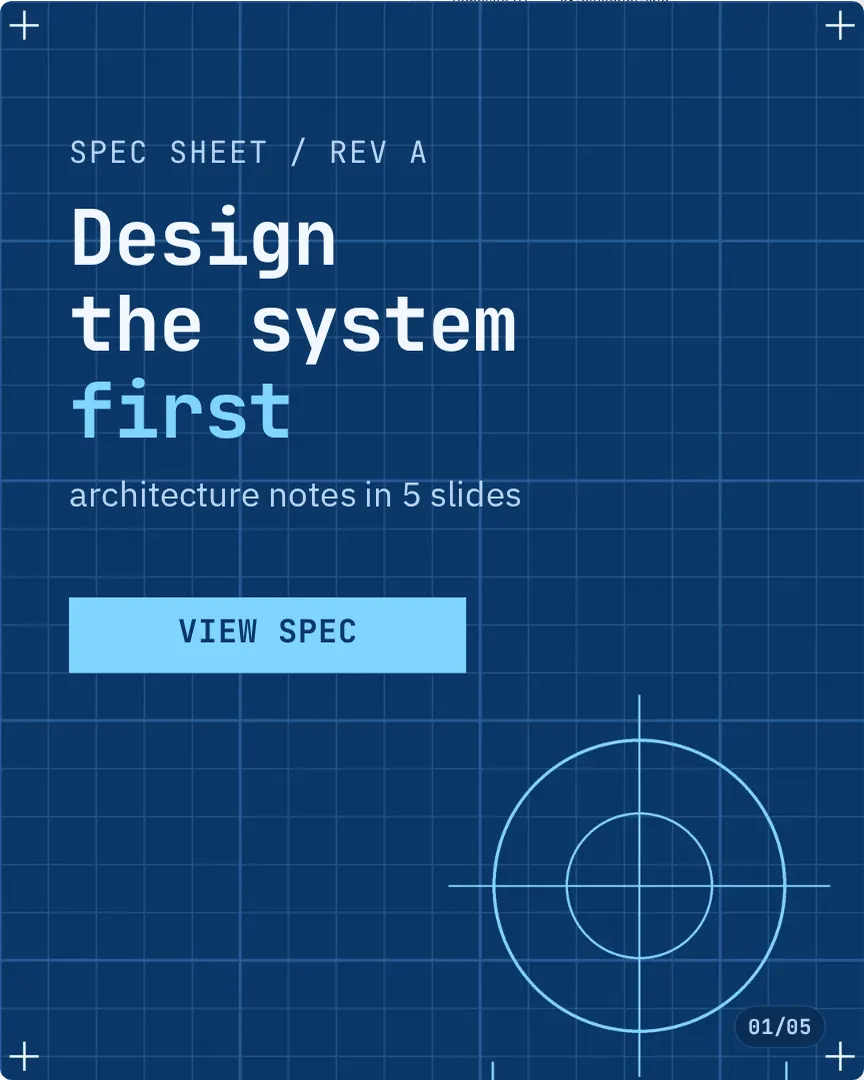 SPEC SHEET / REV A
Design
the system
first
architecture notes in 5 slides
VIEW SPEC
01/05